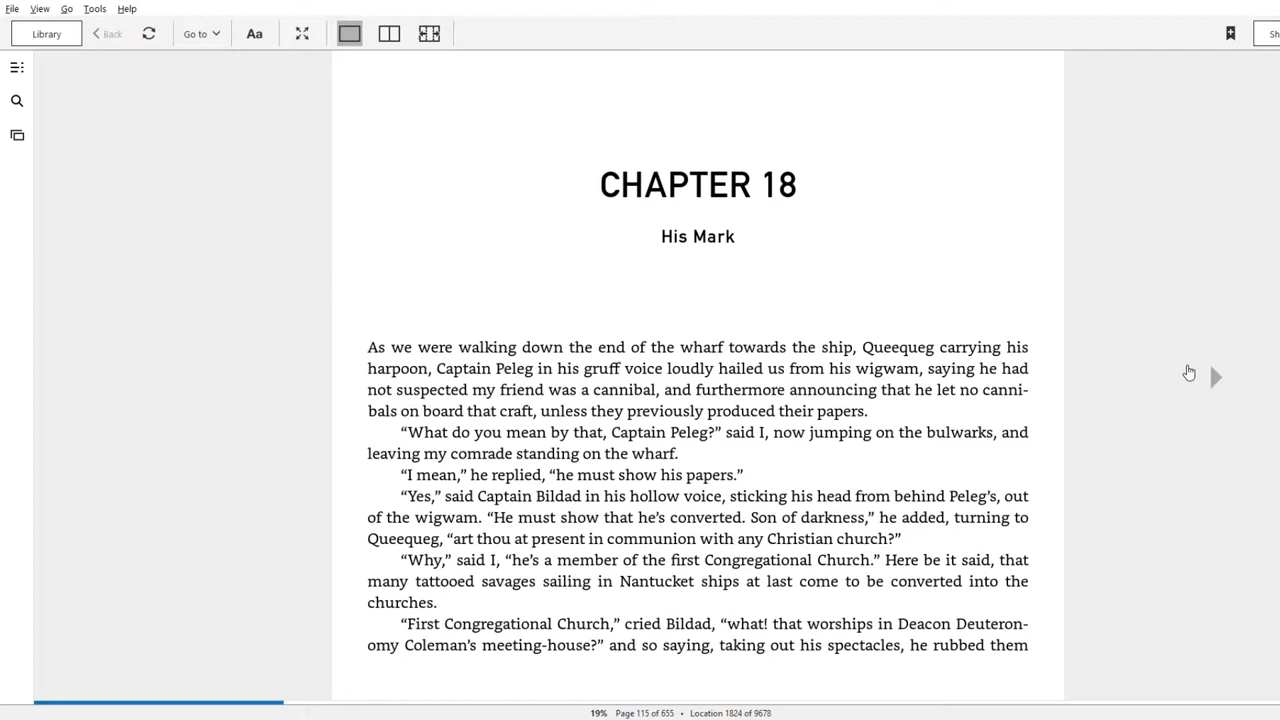 File View Go Tools Help
Library Back Go to Aa Sh
CHAPTER 18
His Mark
As we were walking down the end of the wharf towards the ship, Queequeg carrying his
harpoon, Captain Peleg in his gruff voice loudly hailed us from his wigwam, saying he had
not suspected my friend was a cannibal, and furthermore announcing that he let no canni-
bals on board that craft, unless they previously produced their papers.
“What do you mean by that, Captain Peleg?” said I, now jumping on the bulwarks, and
leaving my comrade standing on the wharf.
“I mean,” he replied, “he must show his papers.”
“Yes,” said Captain Bildad in his hollow voice, sticking his head from behind Peleg’s, out
of the wigwam. “He must show that he’s converted. Son of darkness,” he added, turning to
Queequeg, “art thou at present in communion with any Christian church?”
“Why,” said I, “he’s a member of the first Congregational Church.” Here be it said, that
many tattooed savages sailing in Nantucket ships at last come to be converted into the
churches.
“First Congregational Church,” cried Bildad, “what! that worships in Deacon Deuteron-
omy Coleman’s meeting-house?” and so saying, taking out his spectacles, he rubbed them
19% Page 115 of 655 • Location 1824 of 9678